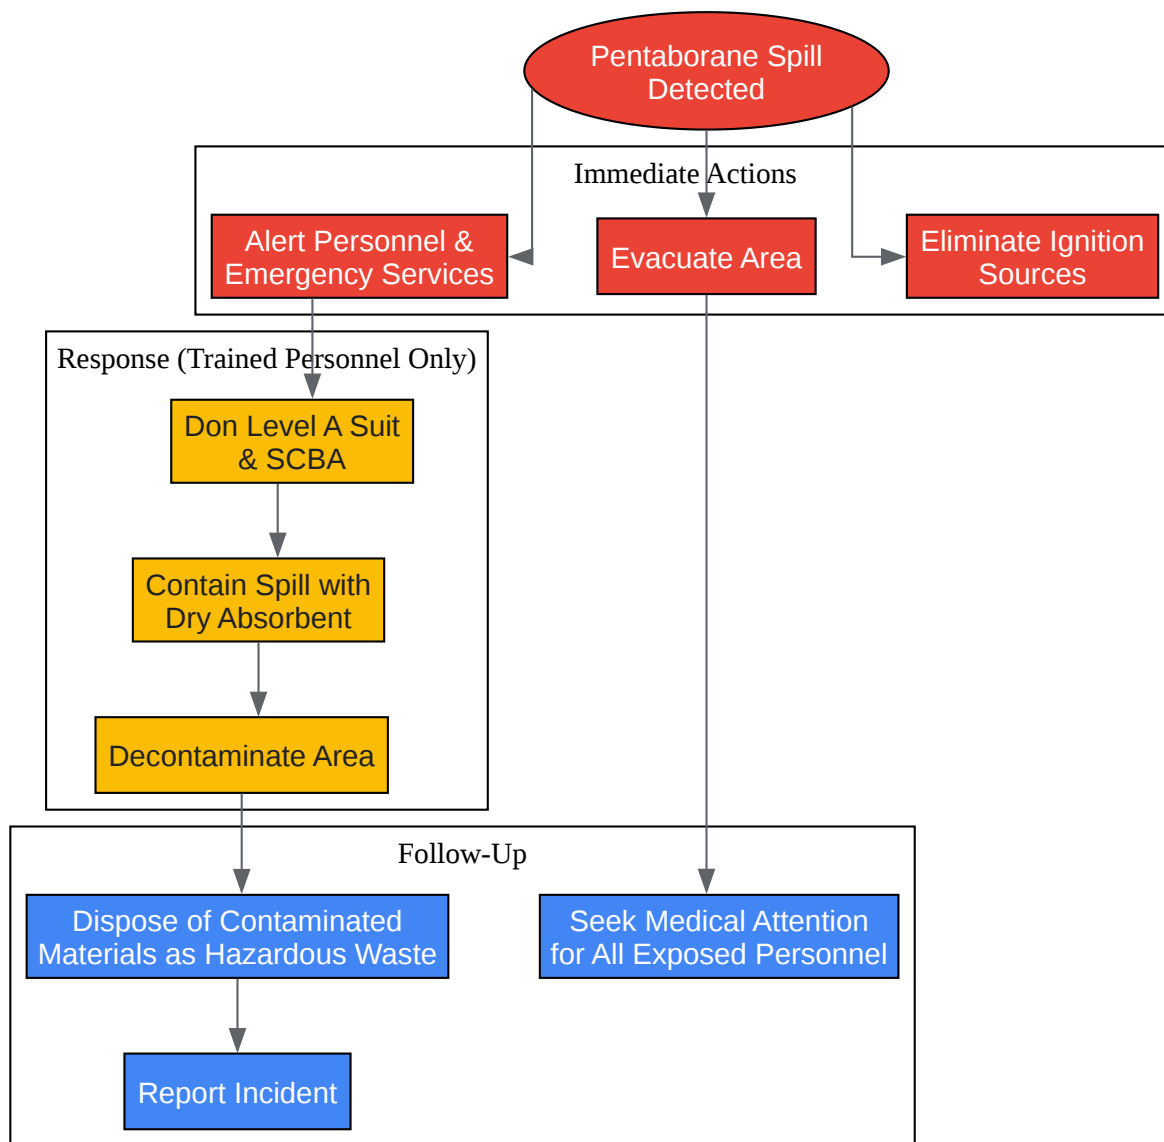 Pentaborane Spill
Detected
Immediate Actions
Alert Personnel &
Emergency Services
Evacuate Area
Eliminate Ignition
Sources
Response (Trained Personnel Only)
Don Level A Suit
& SCBA
Contain Spill with
Dry Absorbent
Decontaminate Area
Follow-Up
Dispose of Contaminated
Materials as Hazardous Waste
Seek Medical Attention
for All Exposed Personnel
Report Incident